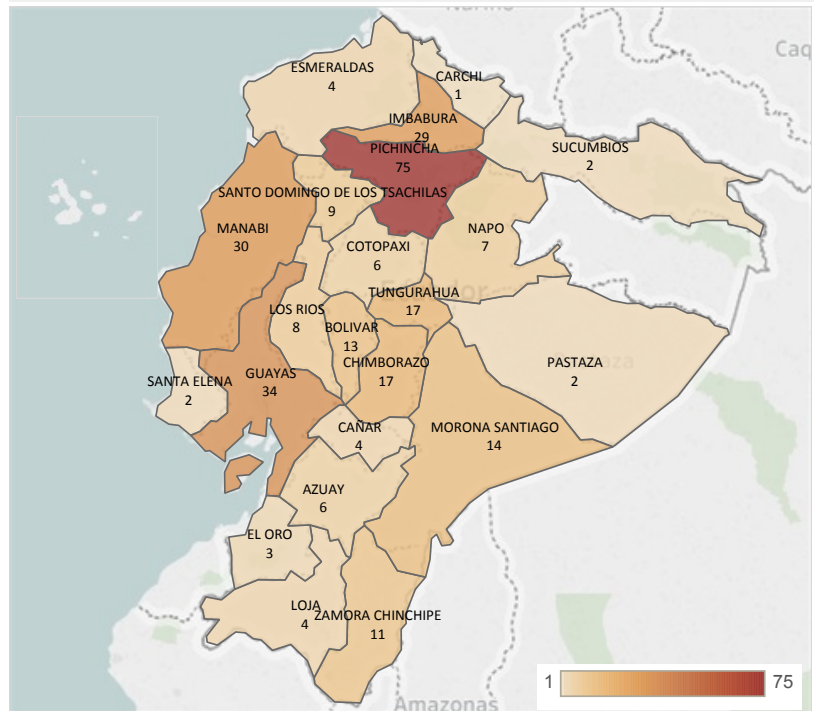 ESMERALDAS
4
CARCHI
1
IMBABURA
29
PICHINCHA
75
SUCUMBIOS
2
SANTO DOMINGO DE LOS TSACHILAS
9
MANABI
30
NAPO
7
COTOPAXI
6
TUNGURAHUA
17
LOS RIOS
8
BOLIVAR
13
CHIMBORAZO
17
PASTAZA
2
SANTA ELENA
2
GUAYAS
34
CAÑAR
4
MORONA SANTIAGO
14
AZUAY
6
EL ORO
3
LOJA
4
ZAMORA CHINCHIPE
11
1
75
Amazonas